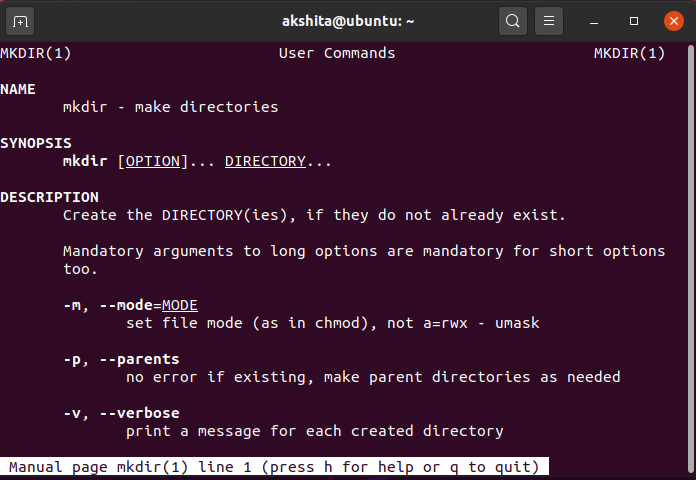 akshita@ubuntu: ~
MKDIR(1) User Commands MKDIR(1)
NAME
mkdir - make directories
SYNOPSIS
mkdir [OPTION]... DIRECTORY...
DESCRIPTION
Create the DIRECTORY(ies), if they do not already exist.
Mandatory arguments to long options are mandatory for short options
too.
-m, --mode=MODE
set file mode (as in chmod), not a=rwx - umask
-p, --parents
no error if existing, make parent directories as needed
-v, --verbose
print a message for each created directory
Manual page mkdir(1) line 1 (press h for help or q to quit)